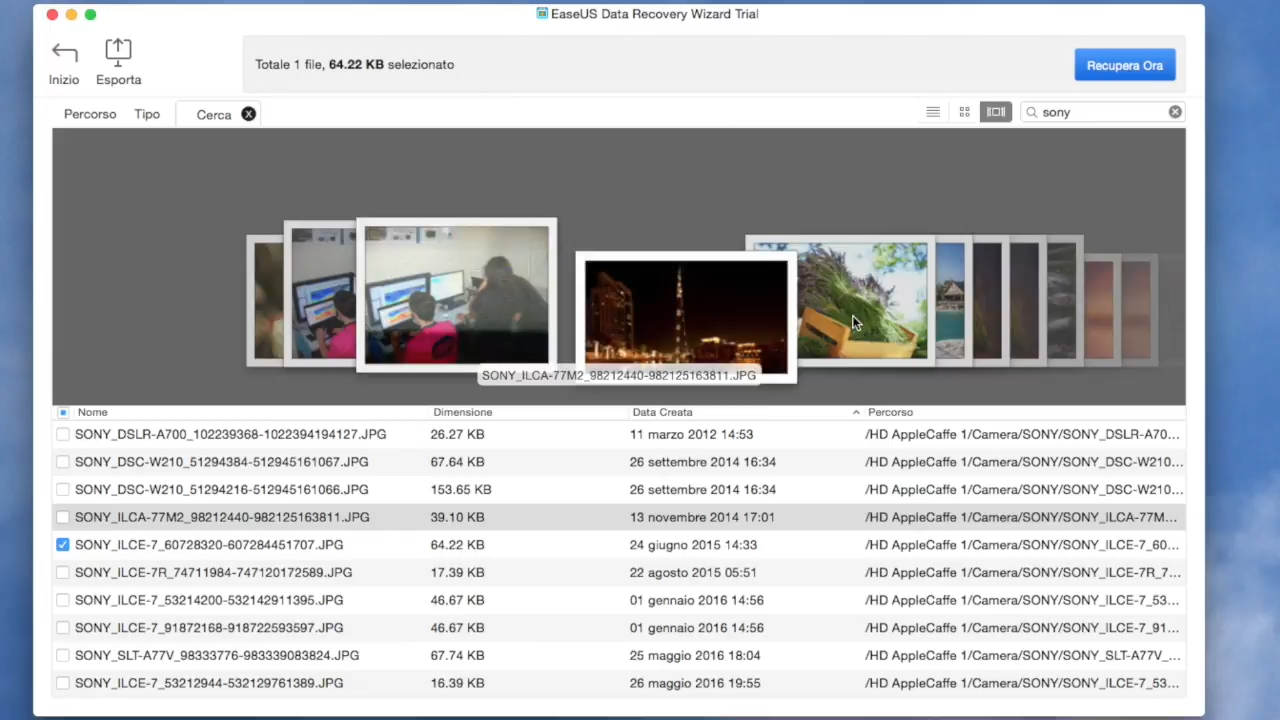 EaseUS Data Recovery Wizard Trial
Inizio
Esporta
Totale 1 file, 64.22 KB selezionato
Recupera Ora
Percorso
Tipo
Cerca
sony
SONY_ILCA-77M2_98212440-982125163811.JPG
Nome Dimensione Data Creata Percorso
SONY_DSLR-A700_102239368-1022394194127.JPG 26.27 KB 11 marzo 2012 14:53 /HD AppleCaffe 1/Camera/SONY/SONY_DSLR-A70...
SONY_DSC-W210_51294384-512945161067.JPG 67.64 KB 26 settembre 2014 16:34 /HD AppleCaffe 1/Camera/SONY/SONY_DSC-W210...
SONY_DSC-W210_51294216-512945161066.JPG 153.65 KB 26 settembre 2014 16:34 /HD AppleCaffe 1/Camera/SONY/SONY_DSC-W210...
SONY_ILCA-77M2_98212440-982125163811.JPG 39.10 KB 13 novembre 2014 17:01 /HD AppleCaffe 1/Camera/SONY/SONY_ILCA-77M...
SONY_ILCE-7_60728320-607284451707.JPG 64.22 KB 24 giugno 2015 14:33 /HD AppleCaffe 1/Camera/SONY/SONY_ILCE-7_60...
SONY_ILCE-7R_74711984-747120172589.JPG 17.39 KB 22 agosto 2015 05:51 /HD AppleCaffe 1/Camera/SONY/SONY_ILCE-7R_7...
SONY_ILCE-7_53214200-532142911395.JPG 46.67 KB 01 gennaio 2016 14:56 /HD AppleCaffe 1/Camera/SONY/SONY_ILCE-7_53...
SONY_ILCE-7_91872168-918722593597.JPG 46.67 KB 01 gennaio 2016 14:56 /HD AppleCaffe 1/Camera/SONY/SONY_ILCE-7_91...
SONY_SLT-A77V_98333776-983339083824.JPG 67.74 KB 25 maggio 2016 18:04 /HD AppleCaffe 1/Camera/SONY/SONY_SLT-A77V_...
SONY_ILCE-7_53212944-532129761389.JPG 16.39 KB 26 maggio 2016 19:55 /HD AppleCaffe 1/Camera/SONY/SONY_ILCE-7_53...